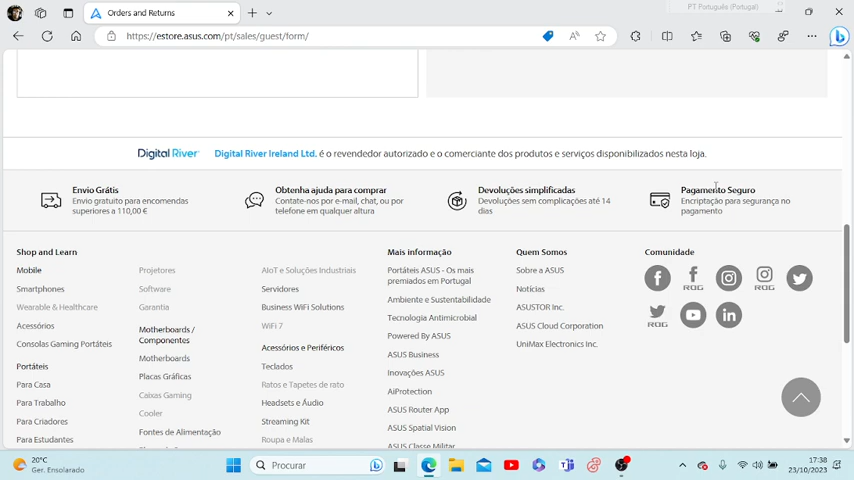 PT Português (Portugal)
Orders and Returns
https://estore.asus.com/pt/sales/guest/form/
Digital River
Digital River Ireland Ltd. é o revendedor autorizado e o comerciante dos produtos e serviços disponibilizados nesta loja.
Envio Grátis
Envio gratuito para encomendas
superiores a 110,00 €
Obtenha ajuda para comprar
Contate-nos por e-mail, chat, ou por
telefone em qualquer altura
Devoluções simplificadas
Devoluções sem complicações até 14
dias
Pagamento Seguro
Encriptação para segurança no
pagamento
Shop and Learn
Mobile
Smartphones
Wearable & Healthcare
Acessórios
Consolas Gaming Portáteis
Portáteis
Para Casa
Para Trabalho
Para Criadores
Para Estudantes
Projetores
Software
Garantia
Motherboards /
Componentes
Motherboards
Placas Gráficas
Caixas Gaming
Cooler
Fontes de Alimentação
AIoT e Soluções Industriais
Servidores
Business WiFi Solutions
WiFi 7
Acessórios e Periféricos
Teclados
Ratos e Tapetes de rato
Headsets e Áudio
Streaming Kit
Roupa e Malas
Mais informação
Portáteis ASUS - Os mais
premiados em Portugal
Ambiente e Sustentabilidade
Tecnologia Antimicrobial
Powered By ASUS
ASUS Business
Inovações ASUS
AiProtection
ASUS Router App
ASUS Spatial Vision
ASUS Classe Militar
Quem Somos
Sobre a ASUS
Notícias
ASUSTOR Inc.
ASUS Cloud Corporation
UniMax Electronics Inc.
Comunidade
ROG
ROG
ROG
20°C
Ger. Ensolarado
Procurar
17:38
23/10/2023